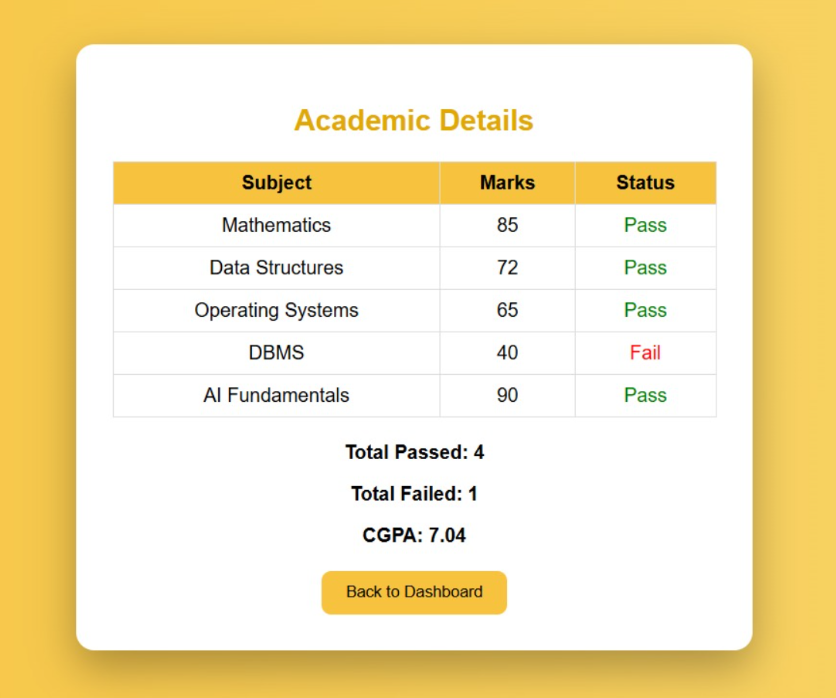 Academic Details
Subject Marks Status
Mathematics 85 Pass
Data Structures 72 Pass
Operating Systems 65 Pass
DBMS 40 Fail
AI Fundamentals 90 Pass
Total Passed: 4
Total Failed: 1
CGPA: 7.04
Back to Dashboard